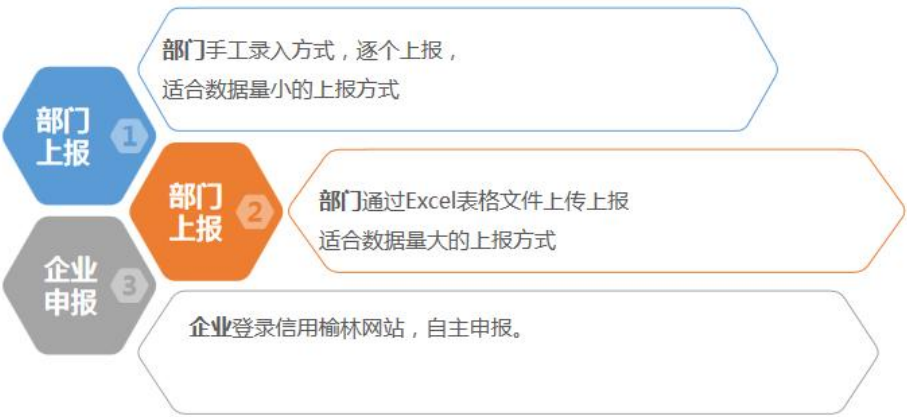 部门
上报
1
部门手工录入方式，逐个上报，
适合数据量小的上报方式
部门
上报
2
部门通过Excel表格文件上传上报
适合数据量大的上报方式
企业
申报
3
企业登录信用榆林网站，自主申报。